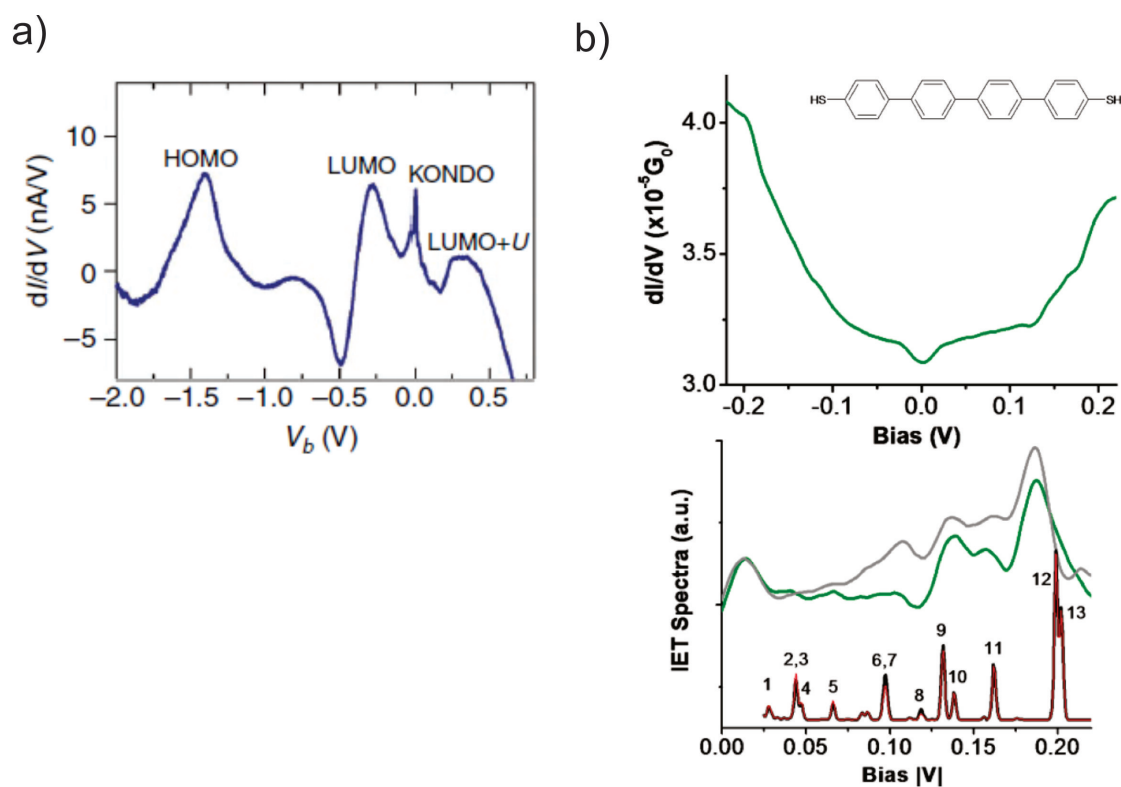 a)
10
5
0
−5
dI/dV (nA/V)
HOMO
LUMO
KONDO
LUMO+U
−2.0 −1.5 −1.0 −0.5 0.0 0.5
Vb (V)
b)
HS
SH
4.0
3.5
3.0
dI/dV (x10-5G0)
-0.2 -0.1 0.0 0.1 0.2
Bias (V)
IET Spectra (a.u.)
1
2,3
4
5
6,7
8
9
10
11
12
13
0.00 0.05 0.10 0.15 0.20
Bias |V|